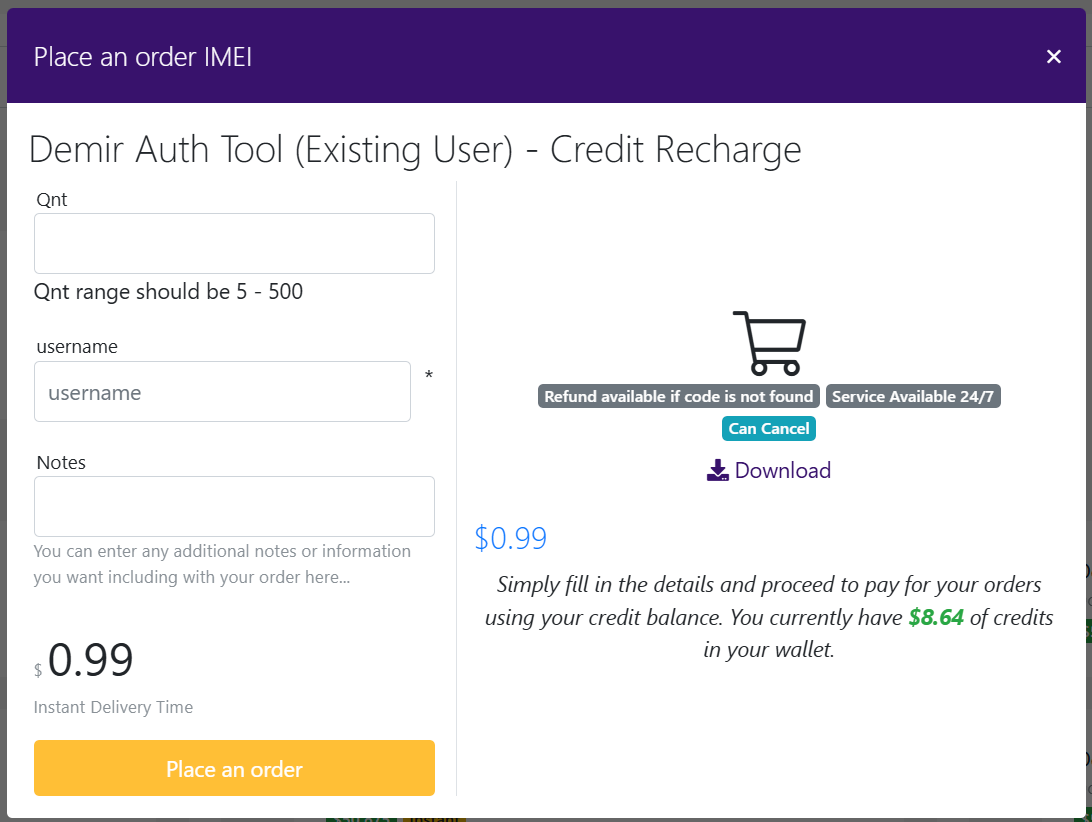 Place an order IMEI
×
Demir Auth Tool (Existing User) - Credit Recharge
Qnt
Qnt range should be 5 - 500
username
username
*
Notes
You can enter any additional notes or information
you want including with your order here...
$ 0.99
Instant Delivery Time
Place an order
Refund available if code is not found Service Available 24/7
Can Cancel
Download
$0.99
Simply fill in the details and proceed to pay for your orders
using your credit balance. You currently have $8.64 of credits
in your wallet.